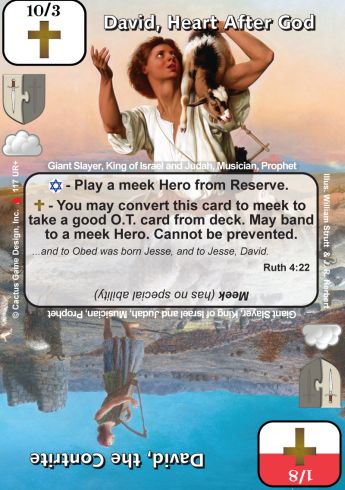 10/3
David, Heart After God
Giant Slayer, King of Israel and Judah, Musician, Prophet
- Play a meek Hero from Reserve.
- You may convert this card to meek to
take a good O.T. card from deck. May band
to a meek Hero. Cannot be prevented.
...and to Obed was born Jesse, and to Jesse, David.
Ruth 4:22
Meek (has no special ability)
Giant Slayer, King of Israel and Judah, Musician, Prophet
David, the Contrite
1/8
© Cactus Game Design, Inc. 117 UR+
Illus. William Strutt & J. R. Herbert